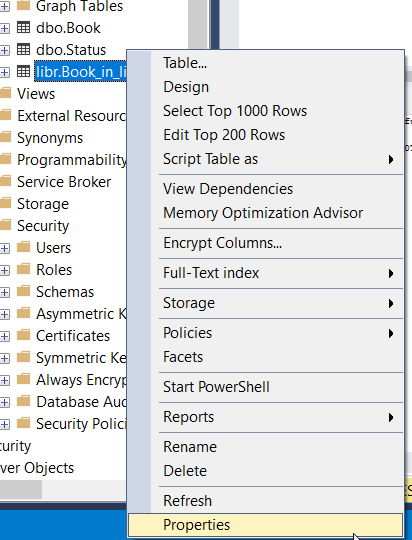 Graph Tables
dbo.Book
dbo.Status
libr.Book_in_li
Table...
Design
Select Top 1000 Rows
Edit Top 200 Rows
Script Table as
View Dependencies
Memory Optimization Advisor
Encrypt Columns...
Full-Text index
Storage
Policies
Facets
Start PowerShell
Reports
Rename
Delete
Refresh
Properties
Views
External Resourc
Synonyms
Programmability
Service Broker
Storage
Security
Users
Roles
Schemas
Asymmetric K
Certificates
Symmetric Ke
Always Encryp
Database Aud
Security Polici
curity
ver Objects